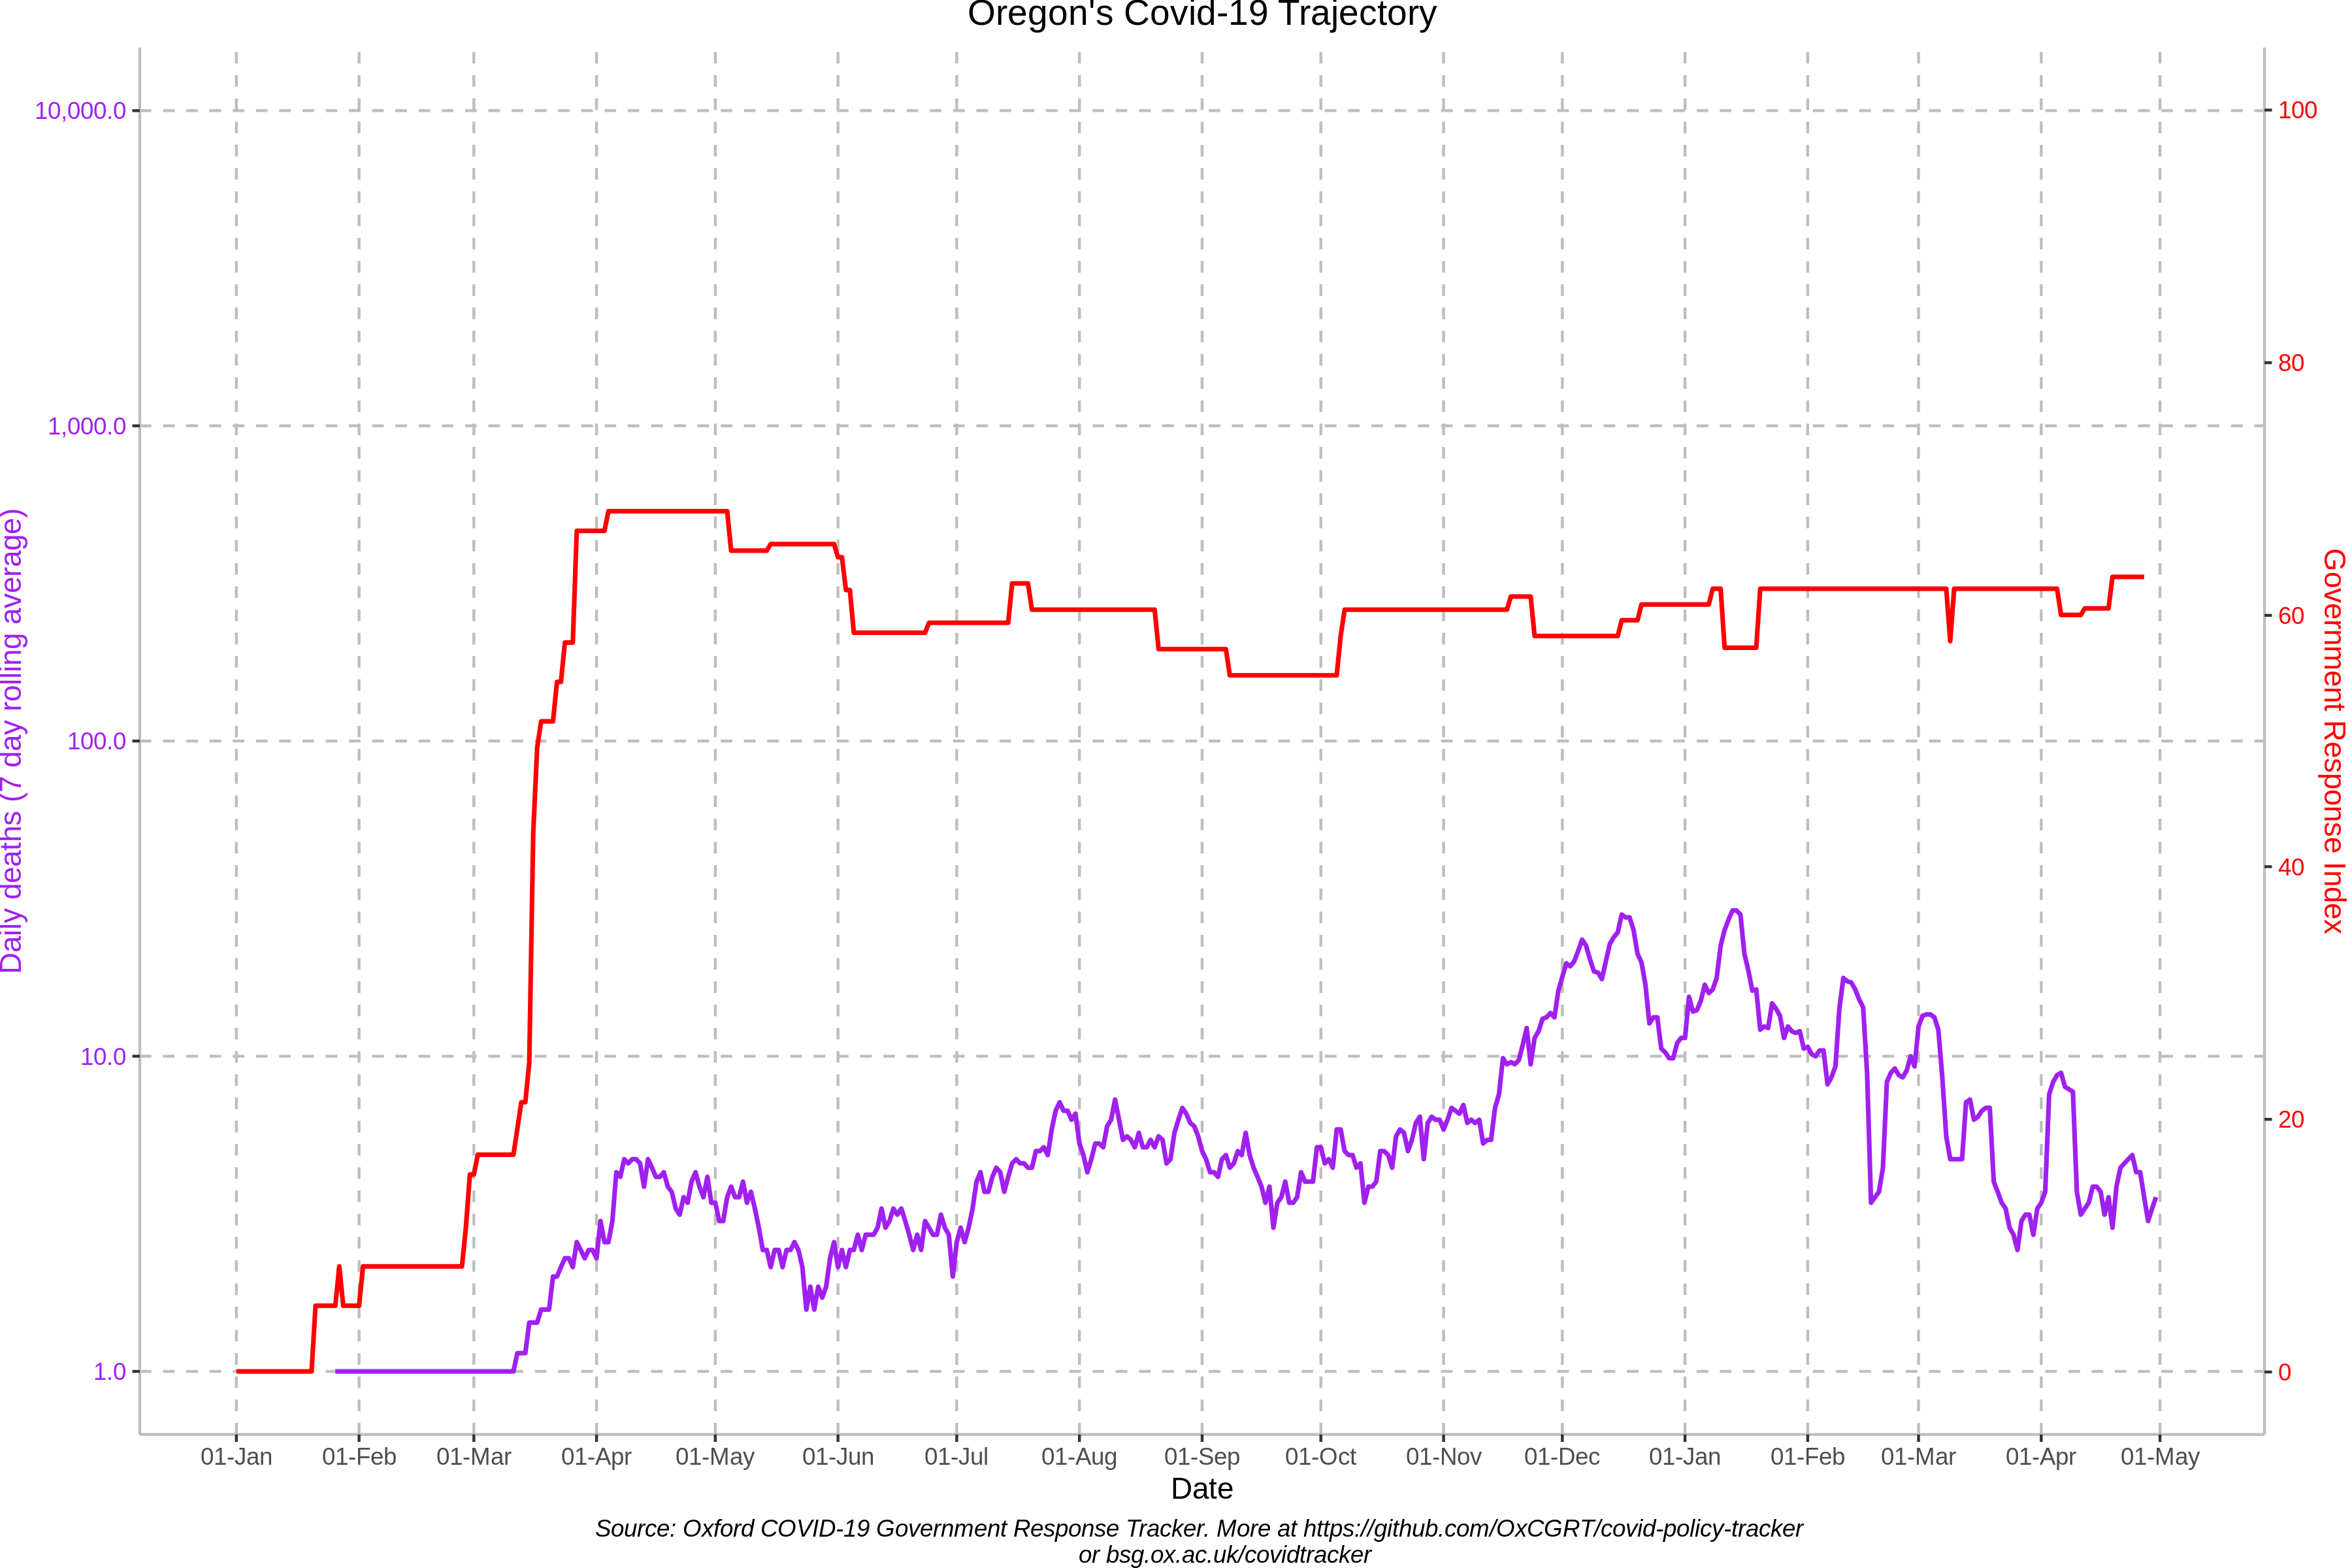 Oregon's Covid-19 Trajectory
10,000.0
1,000.0
100.0
10.0
1.0
Daily deaths (7 day rolling average)
100
80
60
40
20
0
Government Response Index
01-Jan 01-Feb 01-Mar 01-Apr 01-May 01-Jun 01-Jul 01-Aug 01-Sep 01-Oct 01-Nov 01-Dec 01-Jan 01-Feb 01-Mar 01-Apr 01-May
Date
Source: Oxford COVID-19 Government Response Tracker. More at https://github.com/OxCGRT/covid-policy-tracker
or bsg.ox.ac.uk/covidtracker